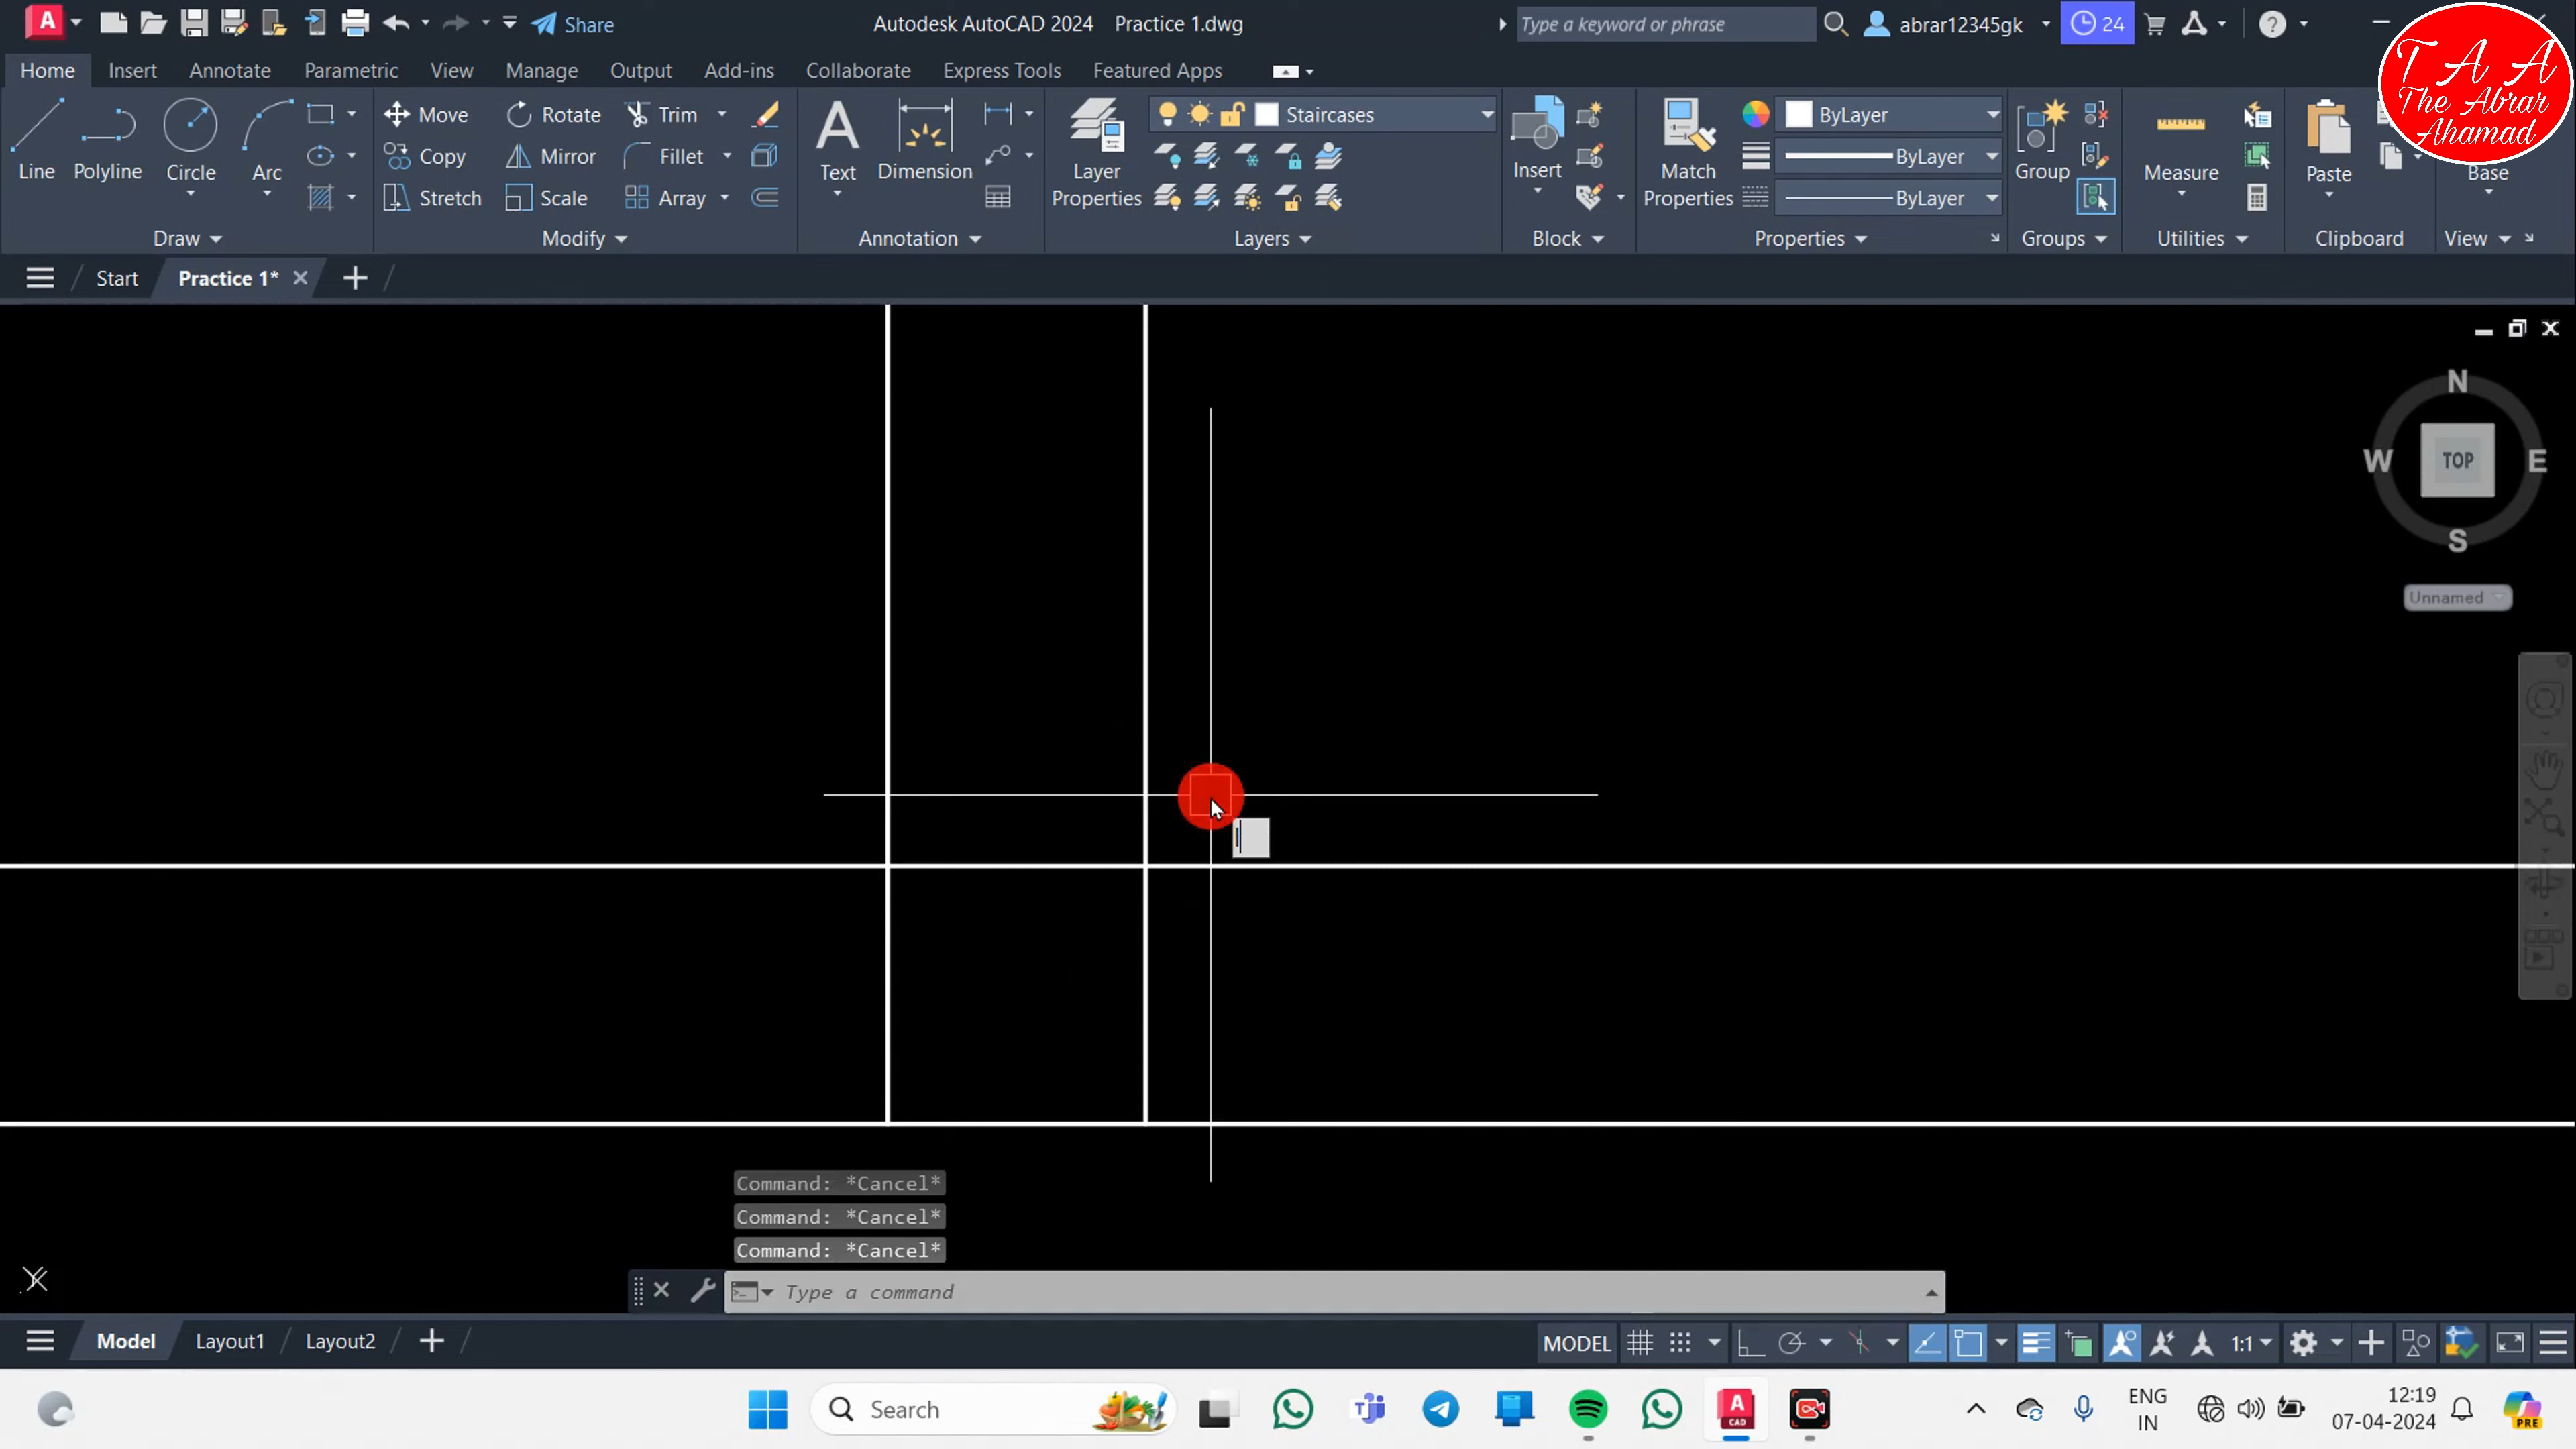 Share
Autodesk AutoCAD 2024 Practice 1.dwg
Type a keyword or phrase
abrar12345gk
24
T A A
The Abrar
Ahamad
Home Insert Annotate Parametric View Manage Output Add-ins Collaborate Express Tools Featured Apps
Line Polyline Circle Arc
Move Rotate Trim
Copy Mirror Fillet
Stretch Scale Array
Text Dimension
Layer Properties
Staircases
Insert
Match Properties
ByLayer
ByLayer
ByLayer
Group
Measure
Paste
Base
Draw Modify Annotation Layers Block Properties Groups Utilities Clipboard View
Start Practice 1*
N
W TOP E
S
Unnamed
Command: *Cancel*
Command: *Cancel*
Command: *Cancel*
Type a command
Model Layout1 Layout2
MODEL
1:1
Search
ENG
IN
12:19
07-04-2024
PRE